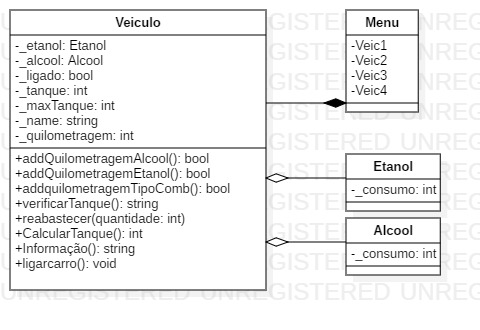 Veiculo
-_etanol: Etanol
-_alcool: Alcool
-_ligado: bool
-_tanque: int
-_maxTanque: int
-_name: string
-_quilometragem: int
+addQuilometragemAlcool(): bool
+addQuilometragemEtanol(): bool
+addquilometragemTipoComb(): bool
+verificarTanque(): string
+reabastecer(quantidade: int)
+CalcularTanque(): int
+Informação(): string
+ligarcarro(): void
Menu
-Veic1
-Veic2
-Veic3
-Veic4
Etanol
-_consumo: int
Alcool
-_consumo: int
UNREGISTERED UNREGISTERED